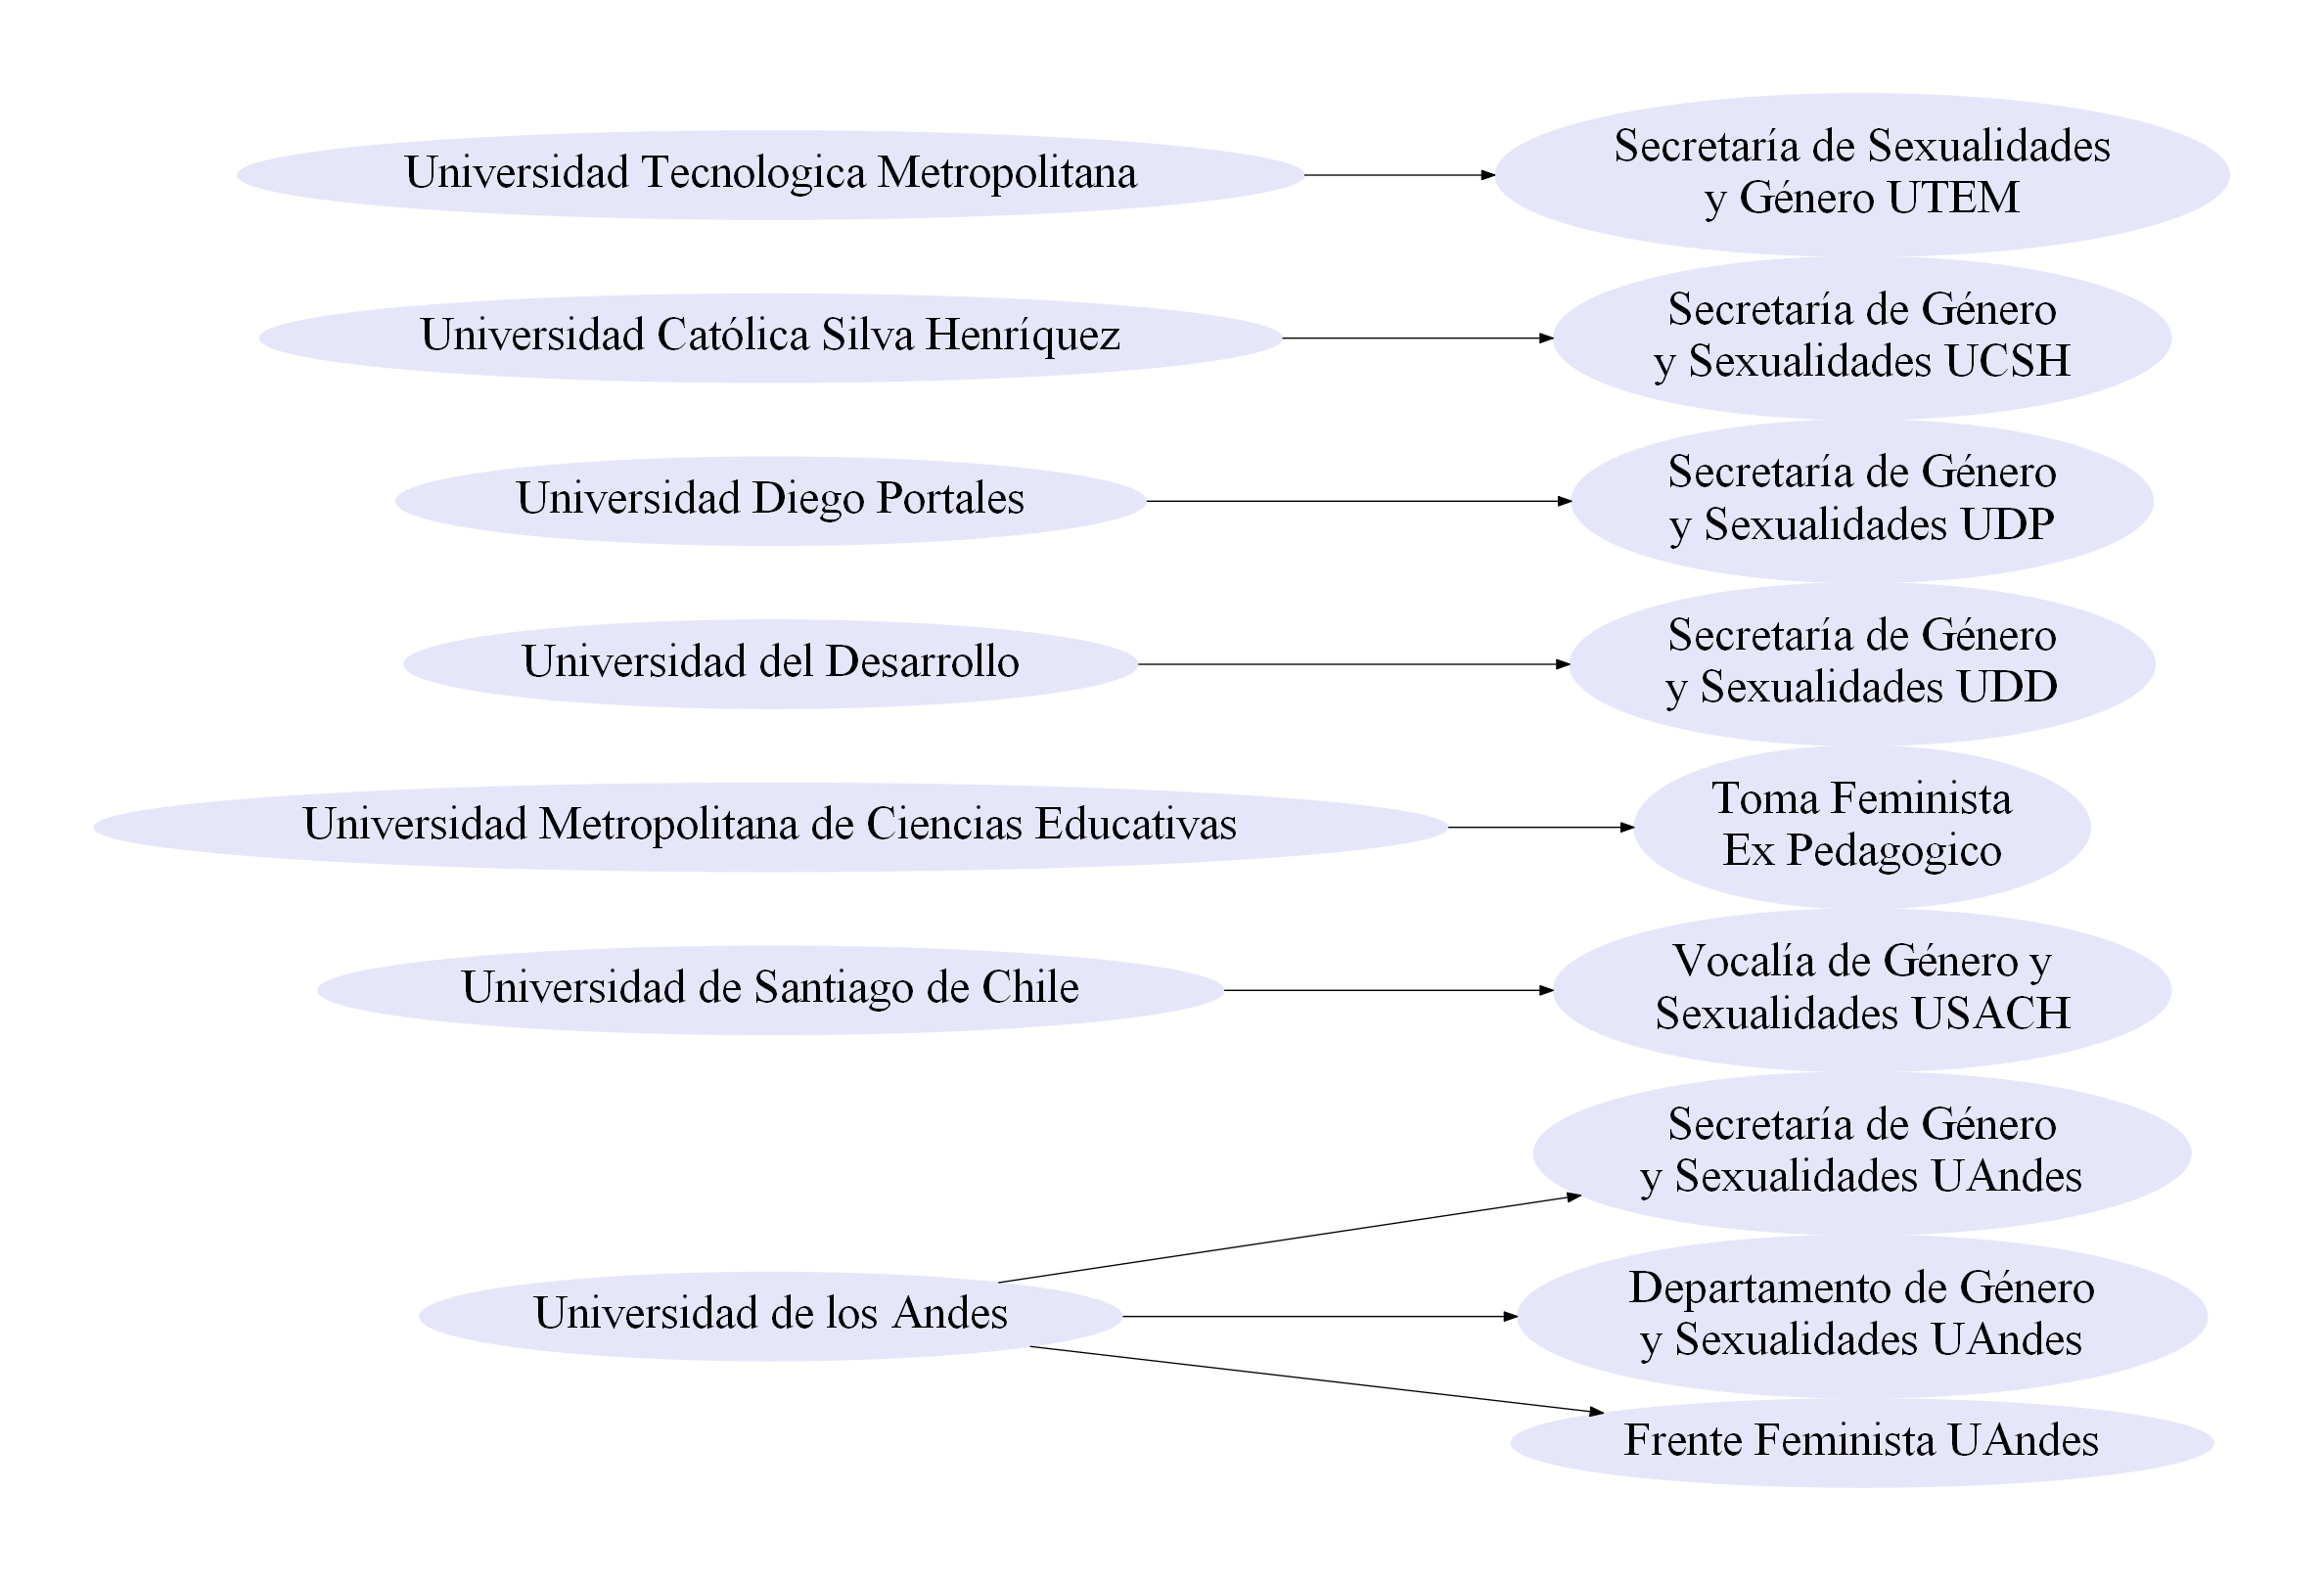 Universidad Tecnologica Metropolitana
Secretaría de Sexualidades
y Género UTEM
Universidad Católica Silva Henríquez
Secretaría de Género
y Sexualidades UCSH
Universidad Diego Portales
Secretaría de Género
y Sexualidades UDP
Universidad del Desarrollo
Secretaría de Género
y Sexualidades UDD
Universidad Metropolitana de Ciencias Educativas
Toma Feminista
Ex Pedagogico
Universidad de Santiago de Chile
Vocalía de Género y
Sexualidades USACH
Universidad de los Andes
Secretaría de Género
y Sexualidades UAndes
Departamento de Género
y Sexualidades UAndes
Frente Feminista UAndes